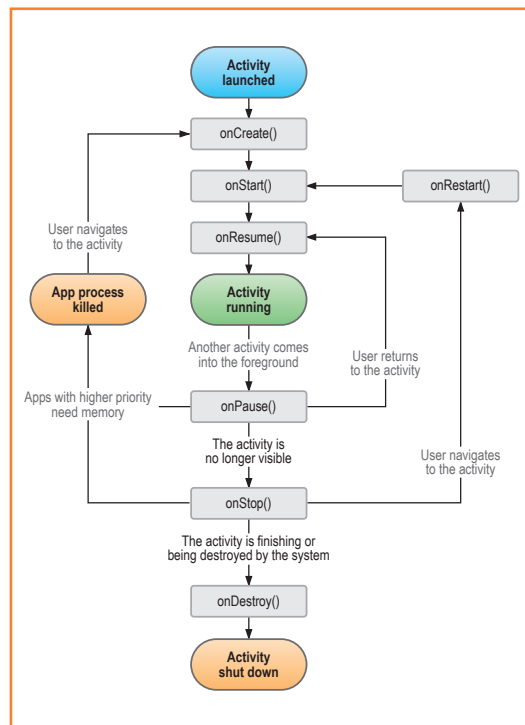 Activity
launched
onCreate()
onStart()
onRestart()
User navigates
to the activity
onResume()
App process
killed
Activity
running
Another activity comes
into the foreground
User returns
to the activity
Apps with higher priority
need memory
onPause()
The activity is
no longer visible
User navigates
to the activity
onStop()
The activity is finishing or
being destroyed by the system
onDestroy()
Activity
shut down